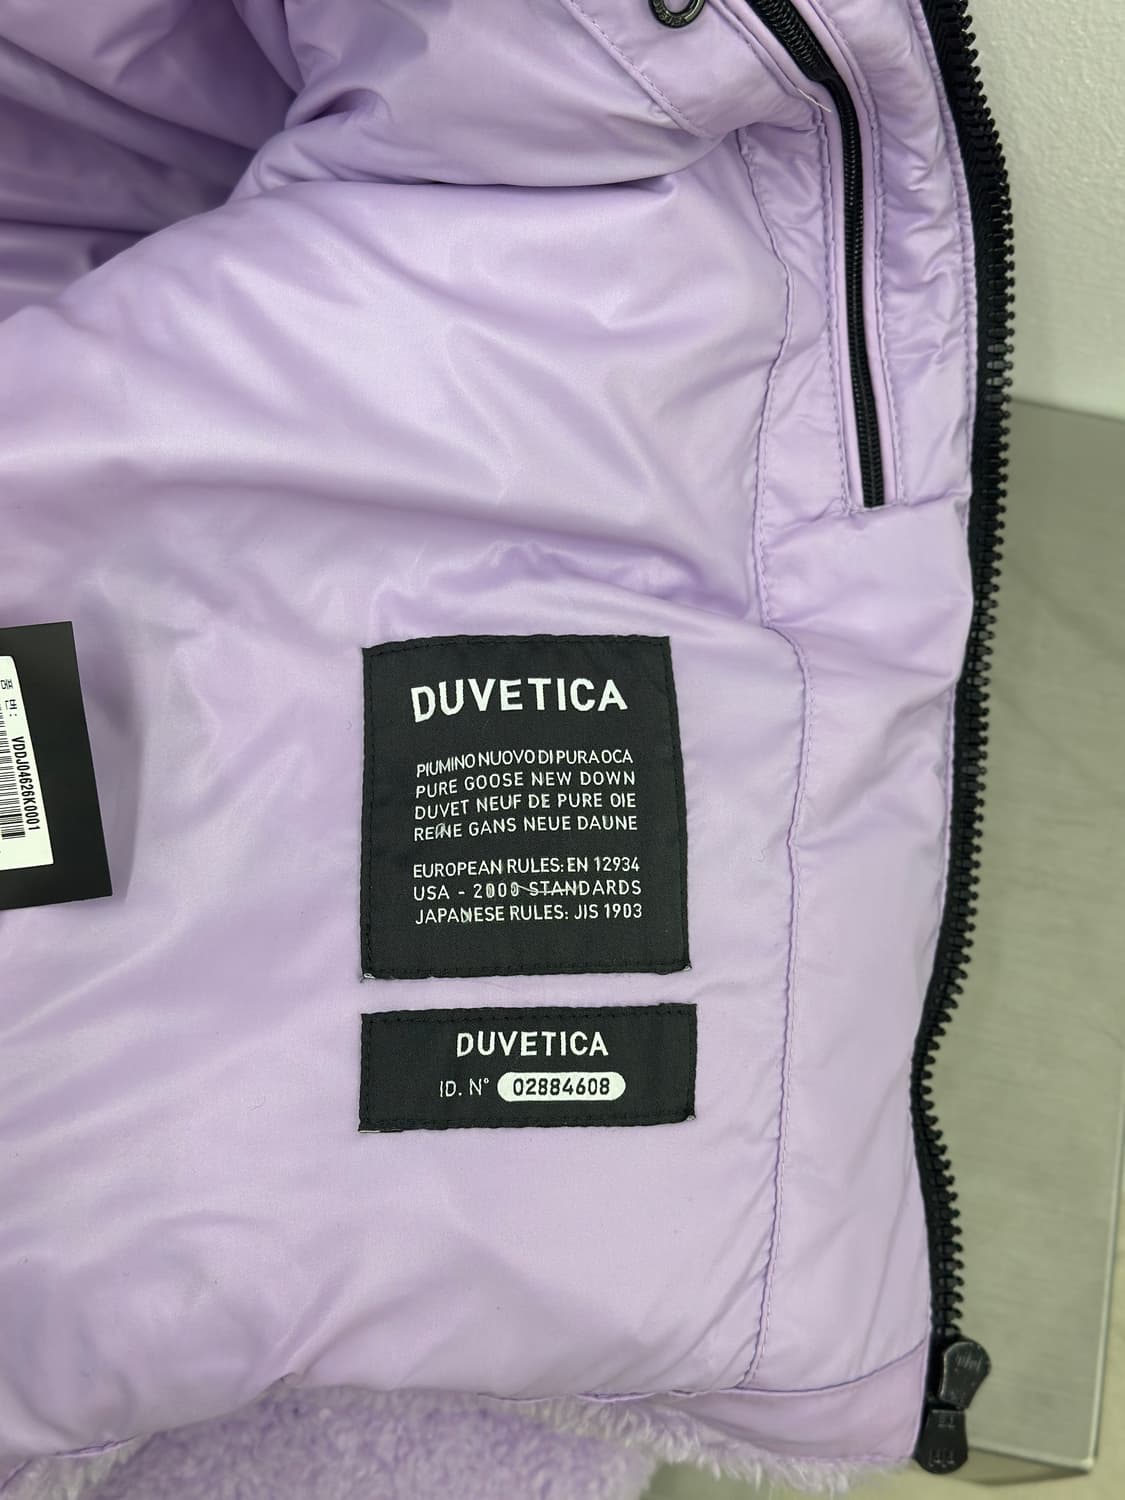 DUVETICA
PIUMINO NUOVO DI PURA OCA
PURE GOOSE NEW DOWN
DUVET NEUF DE PURE OIE
REINE GANS NEUE DAUNE
EUROPEAN RULES: EN 12934
USA - 2000 STANDARDS
JAPANESE RULES: JIS 1903
DUVETICA
ID. N° 02884608
VDDJ04626K0001